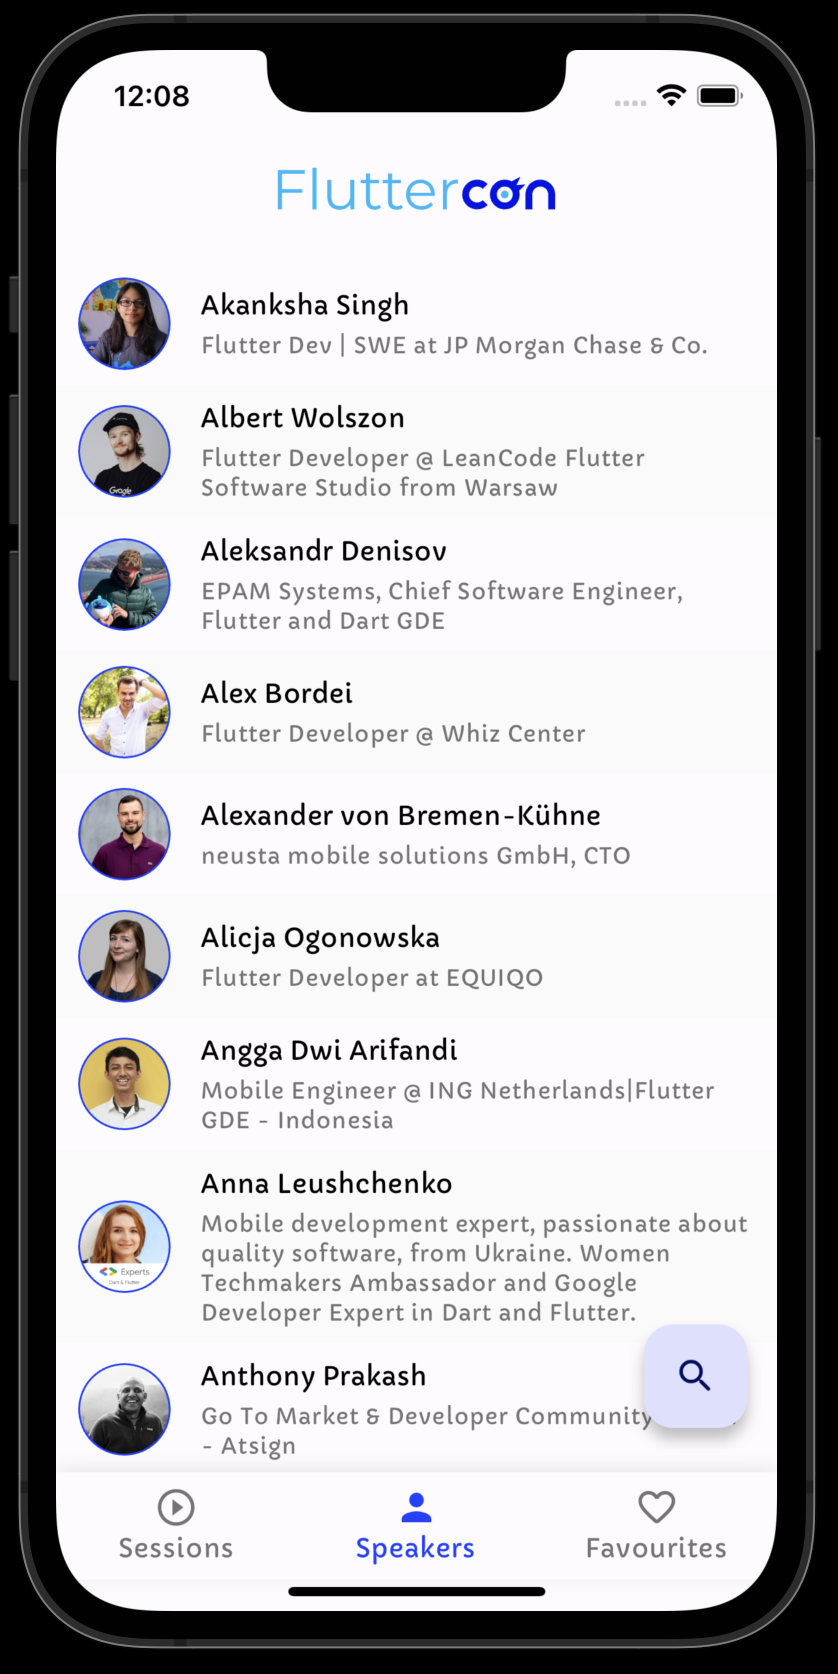 12:08
Fluttercon
Akanksha Singh
Flutter Dev | SWE at JP Morgan Chase & Co.
Albert Wolszon
Flutter Developer @ LeanCode Flutter
Software Studio from Warsaw
Google
Aleksandr Denisov
EPAM Systems, Chief Software Engineer,
Flutter and Dart GDE
Alex Bordei
Flutter Developer @ Whiz Center
Alexander von Bremen-Kühne
neusta mobile solutions GmbH, CTO
Alicja Ogonowska
Flutter Developer at EQUIQO
Angga Dwi Arifandi
Mobile Engineer @ ING Netherlands|Flutter
GDE - Indonesia
Anna Leushchenko
Mobile development expert, passionate about
quality software, from Ukraine. Women
Techmakers Ambassador and Google
Developer Expert in Dart and Flutter.
Experts
Dart & Flutter
Anthony Prakash
Go To Market & Developer Community
- Atsign
Sessions
Speakers
Favourites